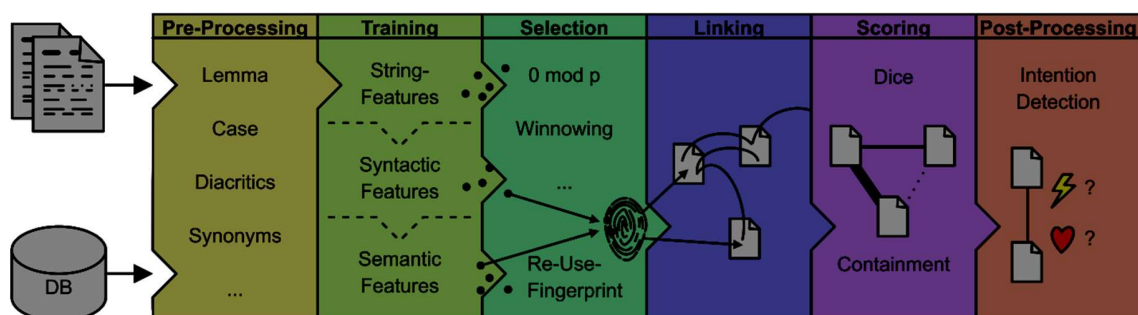 Pre-Processing
Training
Selection
Linking
Scoring
Post-Processing
Lemma
Case
Diacritics
Synonyms
...
String-
Features
Syntactic
Features
Semantic
Features
0 mod p
Winnowing
...
Re-Use-
Fingerprint
Dice
Containment
Intention
Detection
?
?
DB